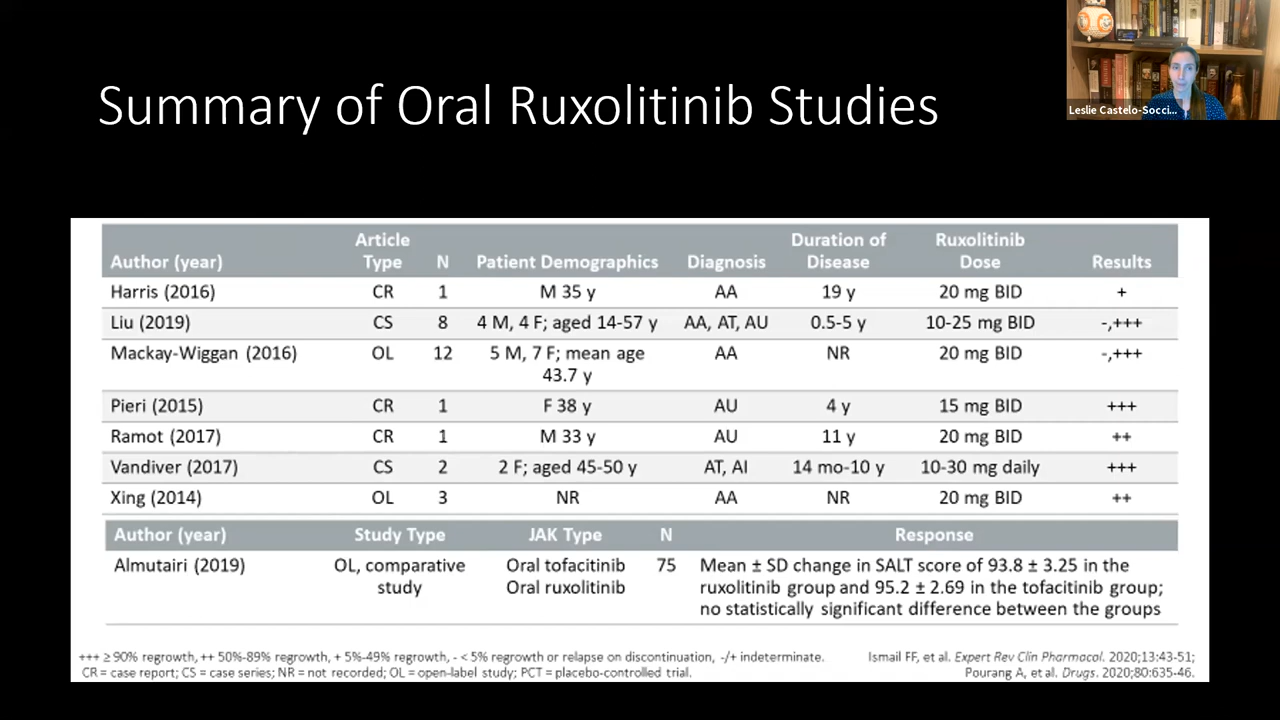 Leslie Castelo-Socci...
Summary of Oral Ruxolitinib Studies
Author (year) Article Type N Patient Demographics Diagnosis Duration of Disease Ruxolitinib Dose Results
Harris (2016) CR 1 M 35 y AA 19 y 20 mg BID +
Liu (2019) CS 8 4 M, 4 F; aged 14-57 y AA, AT, AU 0.5-5 y 10-25 mg BID -,+++
Mackay-Wiggan (2016) OL 12 5 M, 7 F; mean age 43.7 y AA NR 20 mg BID -,+++
Pieri (2015) CR 1 F 38 y AU 4 y 15 mg BID +++
Ramot (2017) CR 1 M 33 y AU 11 y 20 mg BID ++
Vandiver (2017) CS 2 2 F; aged 45-50 y AT, AI 14 mo-10 y 10-30 mg daily +++
Xing (2014) OL 3 NR AA NR 20 mg BID ++
Author (year) Study Type JAK Type N Response
Almutairi (2019) OL, comparative study Oral tofacitinib Oral ruxolitinib 75 Mean ± SD change in SALT score of 93.8 ± 3.25 in the
ruxolitinib group and 95.2 ± 2.69 in the tofacitinib group;
no statistically significant difference between the groups
+++ ≥ 90% regrowth, ++ 50%-89% regrowth, + 5%-49% regrowth, - < 5% regrowth or relapse on discontinuation, -/+ indeterminate.
CR = case report; CS = case series; NR = not recorded; OL = open-label study; PCT = placebo-controlled trial.
Ismail FF, et al. Expert Rev Clin Pharmacol. 2020;13:43-51;
Pourang A, et al. Drugs. 2020;80:635-46.